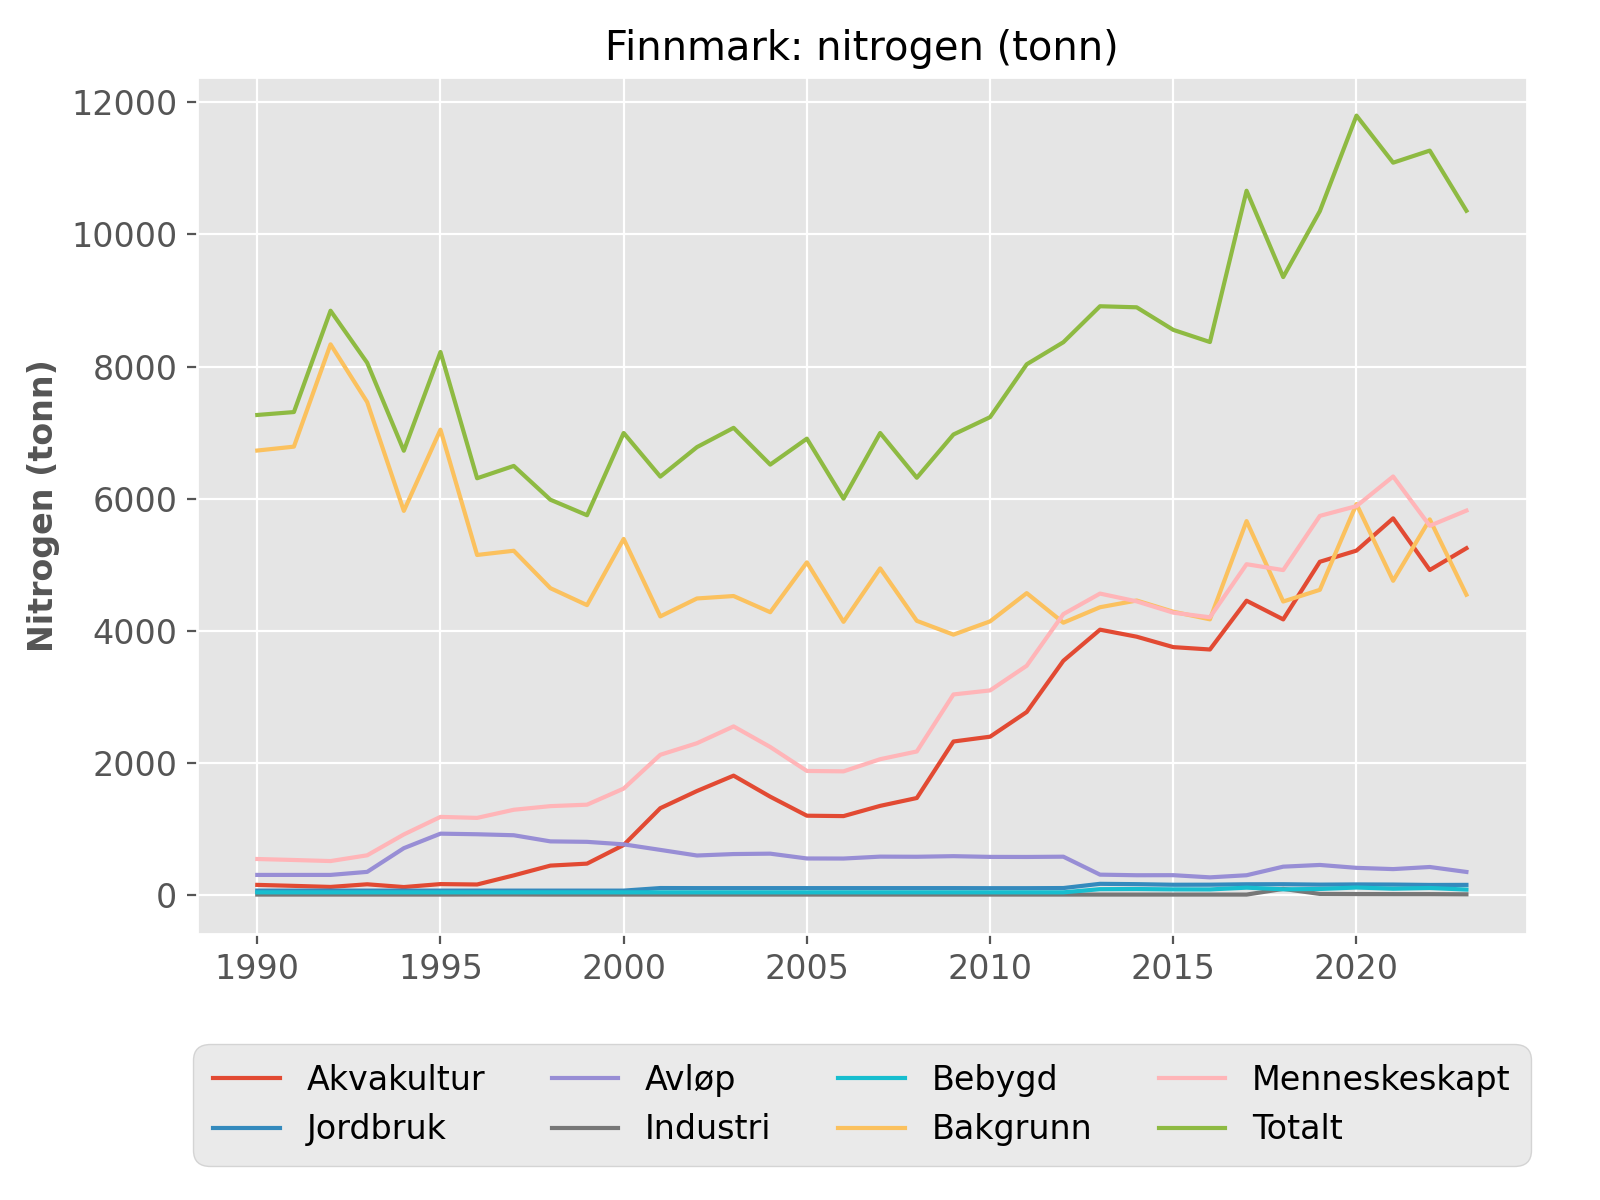 Finnmark: nitrogen (tonn)
Nitrogen (tonn)
12000
10000
8000
6000
4000
2000
0
1990 1995 2000 2005 2010 2015 2020
Akvakultur Avløp Bebygd Menneskeskapt
Jordbruk Industri Bakgrunn Totalt